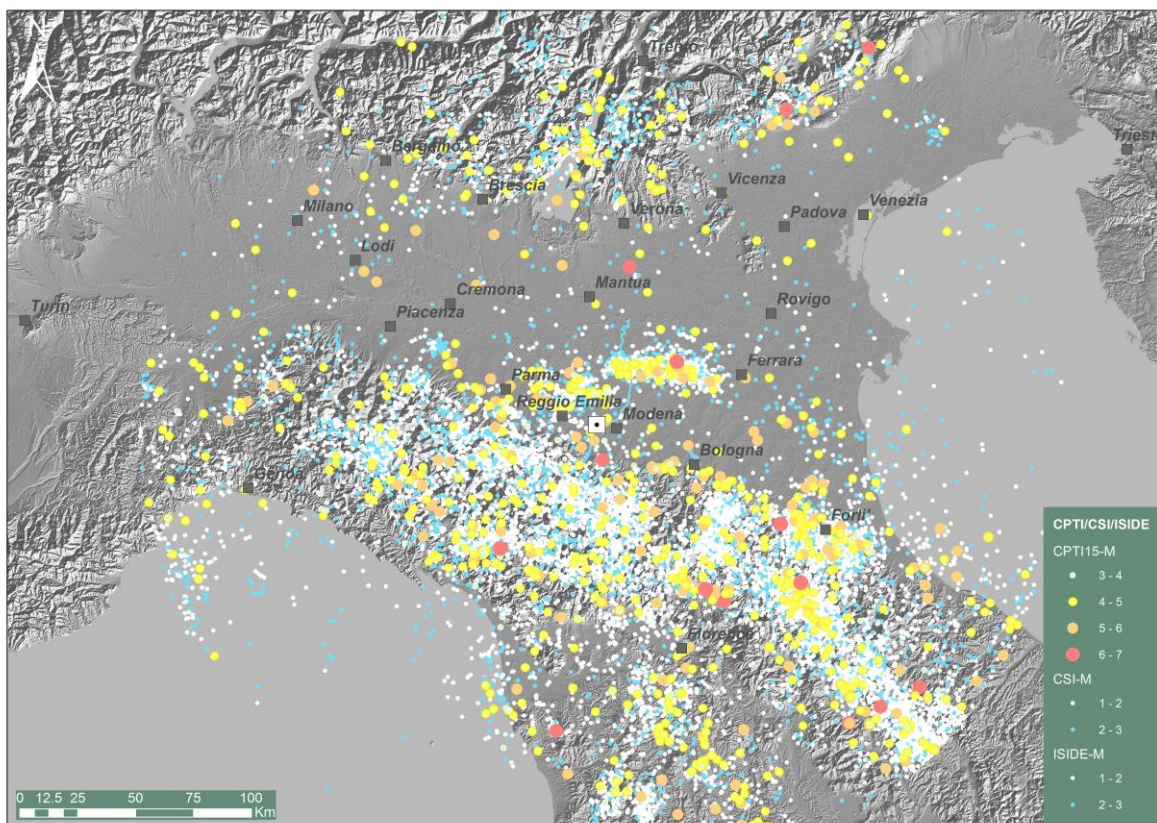 Trento
Trieste
Bergamo
Brescia
Vicenza
Milano
Verona
Padova
Venezia
Lodi
Cremona
Mantua
Turin
Piacenza
Rovigo
Parma
Ferrara
Reggio Emilia
Modena
Bologna
Genoa
Forli'
Florence
CPTI/CSI/ISIDE
CPTI15-M
3 - 4
4 - 5
5 - 6
6 - 7
CSI-M
1 - 2
2 - 3
ISIDE-M
1 - 2
2 - 3
0 12.5 25 50 75 100
Km